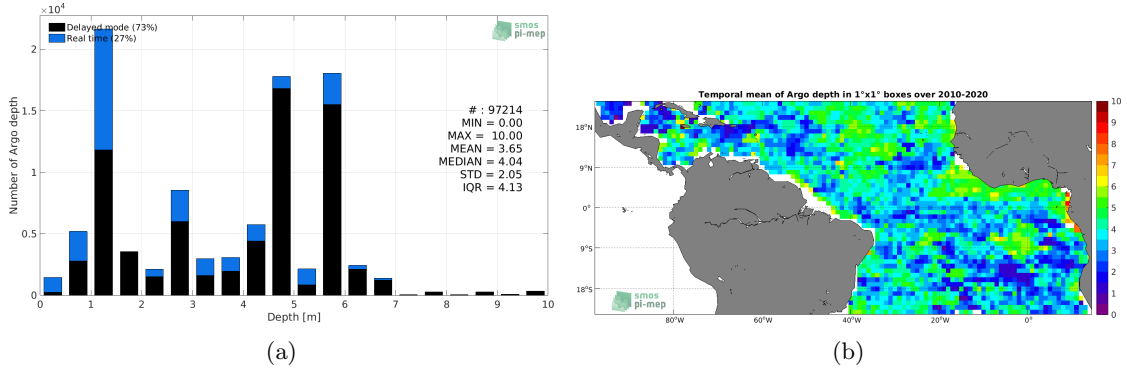 ×10⁴
Delayed mode (73%)
Real time (27%)
smos
pi-mep
2
1.5
1
0.5
0
Number of Argo depth
# : 97214
MIN = 0.00
MAX = 10.00
MEAN = 3.65
MEDIAN = 4.04
STD = 2.05
IQR = 4.13
0 1 2 3 4 5 6 7 8 9 10
Depth [m]
(a)
Temporal mean of Argo depth in 1°x1° boxes over 2010-2020
18°N
9°N
0°
9°S
18°S
smos
pi-mep
80°W 60°W 40°W 20°W 0°
10
9
8
7
6
5
4
3
2
1
0
(b)